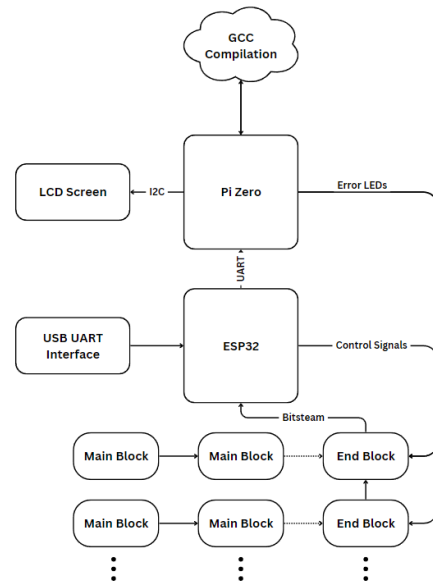 GCC
Compilation
LCD Screen
I2C
Pi Zero
Error LEDs
UART
USB UART
Interface
ESP32
Control Signals
Bitsteam
Main Block
Main Block
End Block
Main Block
Main Block
End Block